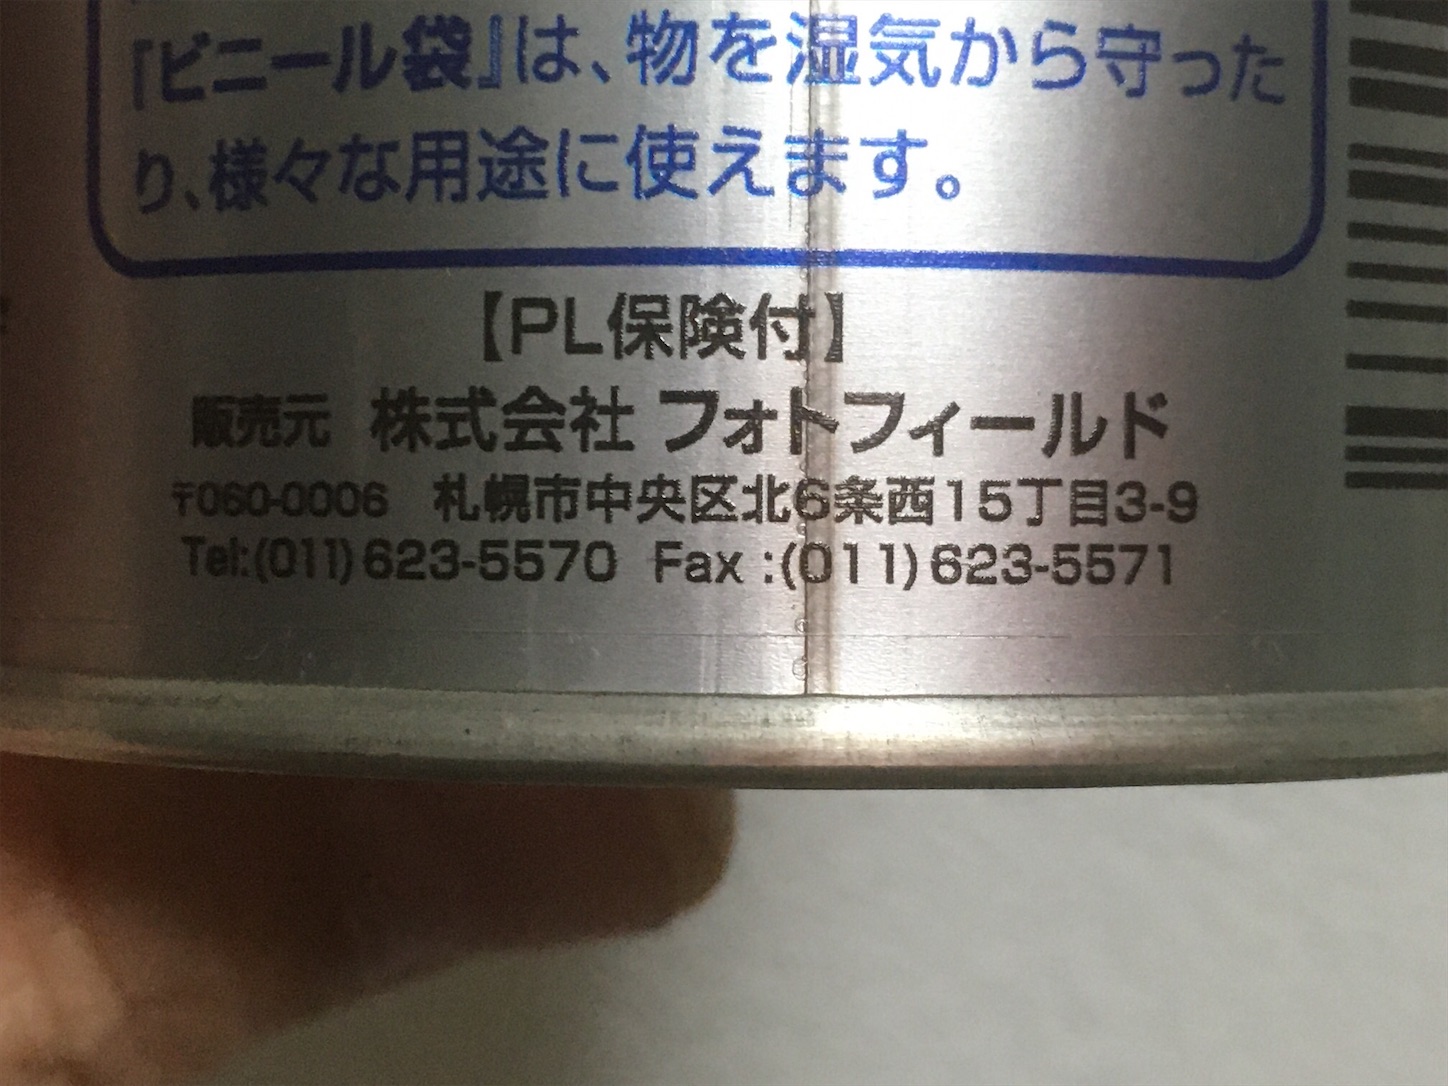 『ビニール袋』は、物を湿気から守った
り、様々な用途に使えます。
【PL保険付】
販売元 株式会社 フォトフィールド
〒060-0006 札幌市中央区北6条西15丁目3-9
Tel:(011)623-5570 Fax :(011)623-5571